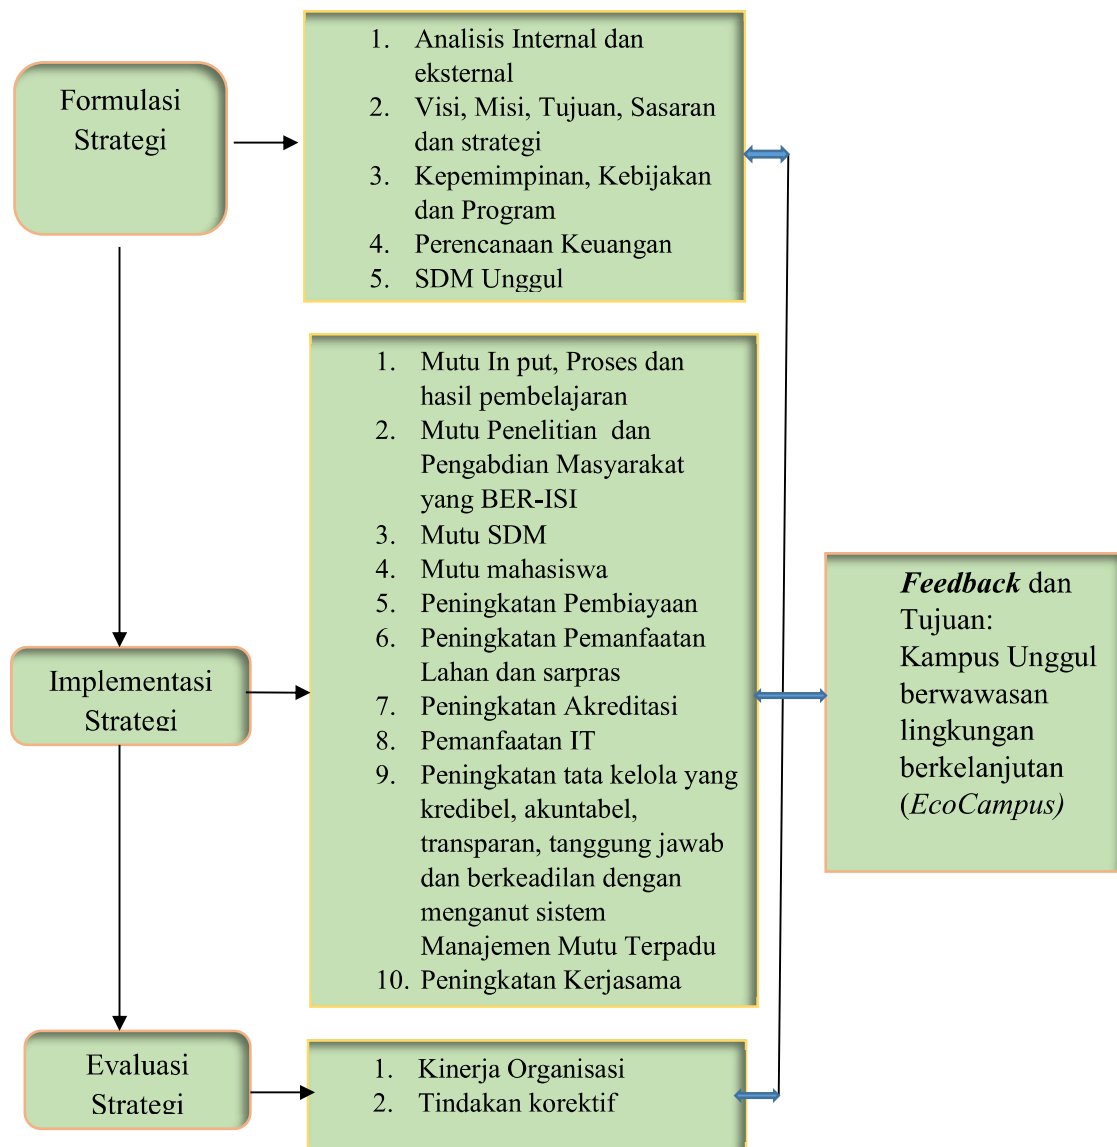 Formulasi
Strategi
1. Analisis Internal dan
eksternal
2. Visi, Misi, Tujuan, Sasaran
dan strategi
3. Kepemimpinan, Kebijakan
dan Program
4. Perencanaan Keuangan
5. SDM Unggul
Implementasi
Strategi
1. Mutu In put, Proses dan
hasil pembelajaran
2. Mutu Penelitian dan
Pengabdian Masyarakat
yang BER-ISI
3. Mutu SDM
4. Mutu mahasiswa
5. Peningkatan Pembiayaan
6. Peningkatan Pemanfaatan
Lahan dan sarpras
7. Peningkatan Akreditasi
8. Pemanfaatan IT
9. Peningkatan tata kelola yang
kredibel, akuntabel,
transparan, tanggung jawab
dan berkeadilan dengan
menganut sistem
Manajemen Mutu Terpadu
10. Peningkatan Kerjasama
Feedback dan
Tujuan:
Kampus Unggul
berwawasan
lingkungan
berkelanjutan
(EcoCampus)
Evaluasi
Strategi
1. Kinerja Organisasi
2. Tindakan korektif